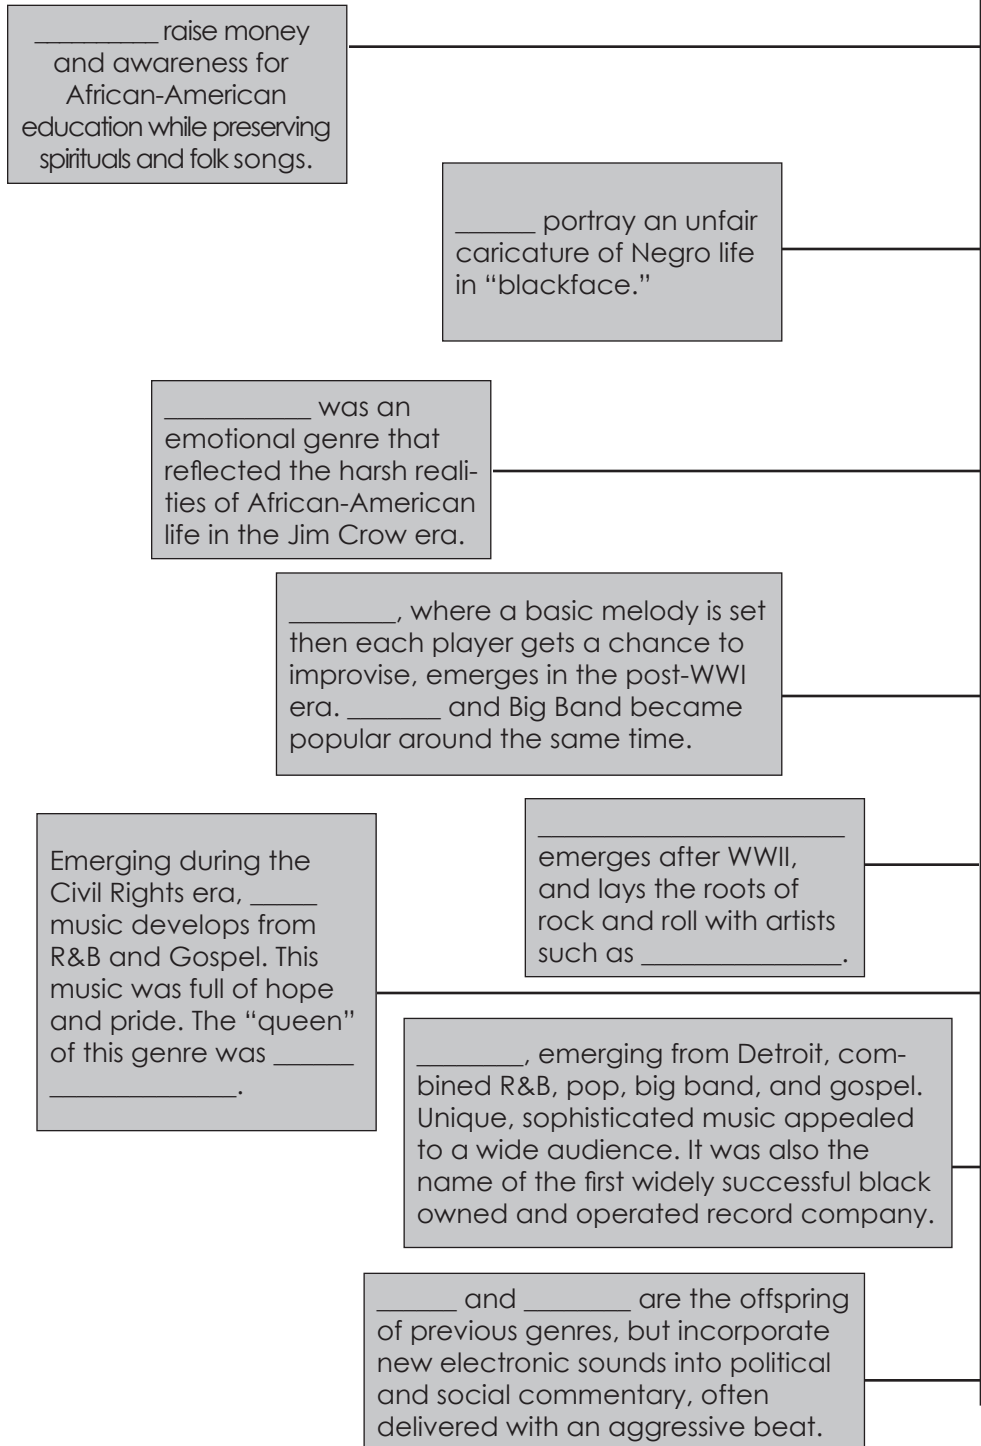 __________ raise money
and awareness for
African-American
education while preserving
spirituals and folk songs.
______ portray an unfair
caricature of Negro life
in “blackface.”
___________ was an
emotional genre that
reflected the harsh reali-
ties of African-American
life in the Jim Crow era.
________, where a basic melody is set
then each player gets a chance to
improvise, emerges in the post-WWI
era. _______ and Big Band became
popular around the same time.
_______________________
emerges after WWII,
and lays the roots of
rock and roll with artists
such as _______________.
Emerging during the
Civil Rights era, _____
music develops from
R&B and Gospel. This
music was full of hope
and pride. The “queen”
of this genre was ______
______________.
________, emerging from Detroit, com-
bined R&B, pop, big band, and gospel.
Unique, sophisticated music appealed
to a wide audience. It was also the
name of the first widely successful black
owned and operated record company.
______ and ________ are the offspring
of previous genres, but incorporate
new electronic sounds into political
and social commentary, often
delivered with an aggressive beat.